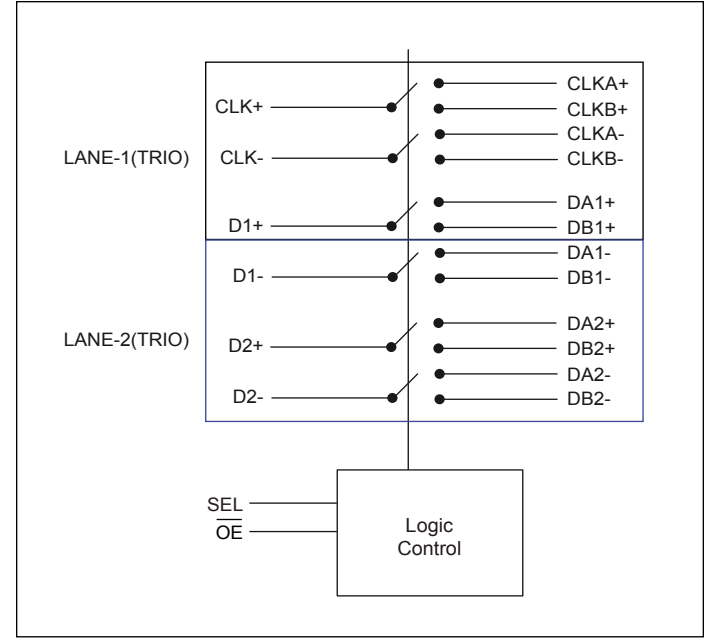 CLKA+
CLK+
CLKB+
CLKA-
LANE-1(TRIO)
CLK-
CLKB-
DA1+
D1+
DB1+
DA1-
D1-
DB1-
DA2+
LANE-2(TRIO)
D2+
DB2+
DA2-
D2-
DB2-
SEL
OE
Logic
Control